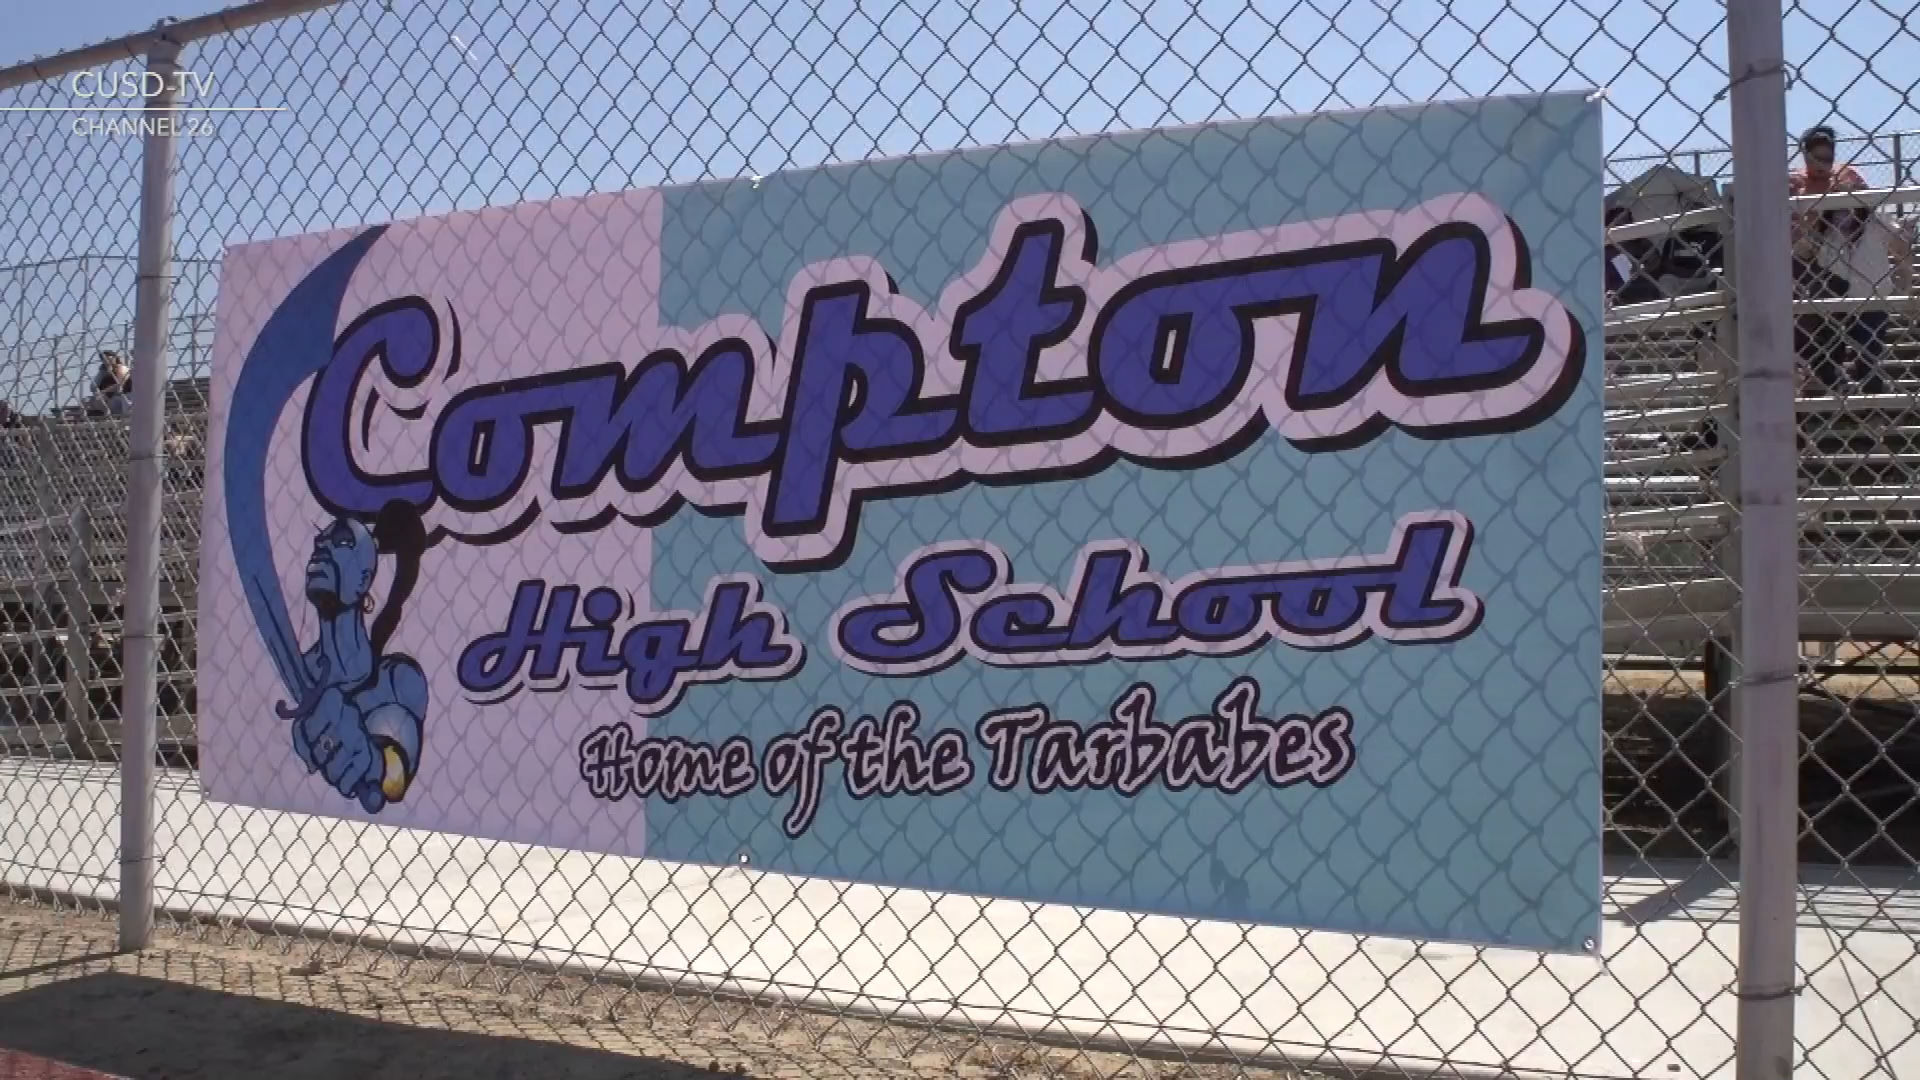 CUSD-TV
CHANNEL 26
Compton
High School
Home of the Tarbabes